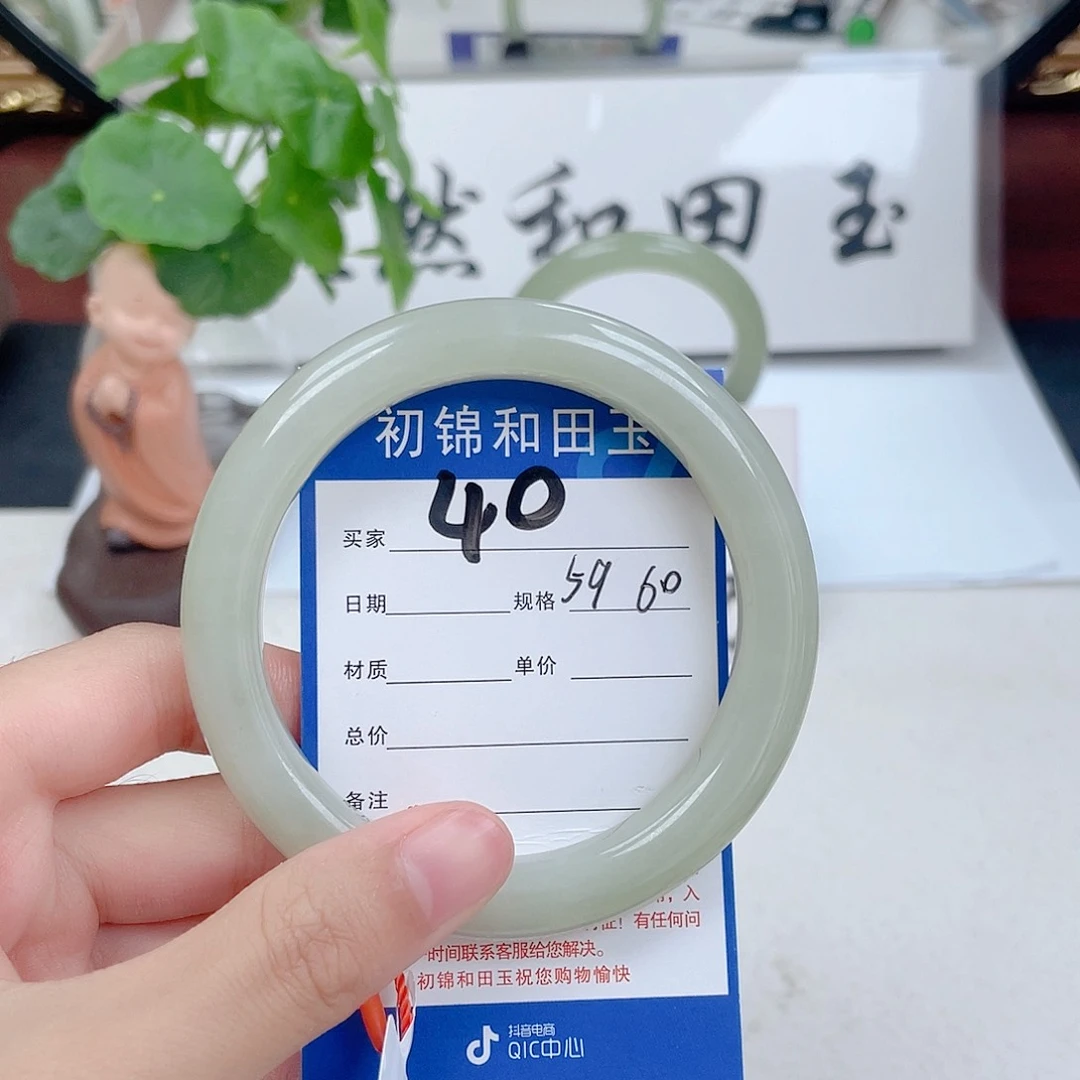 然和田玉
初锦和田玉
40
买家
日期 规格 59 60
材质 单价
总价
备注
入
有任何问
时间联系客服给您解决。
初锦和田玉祝您购物愉快
抖音电商
QIC中心